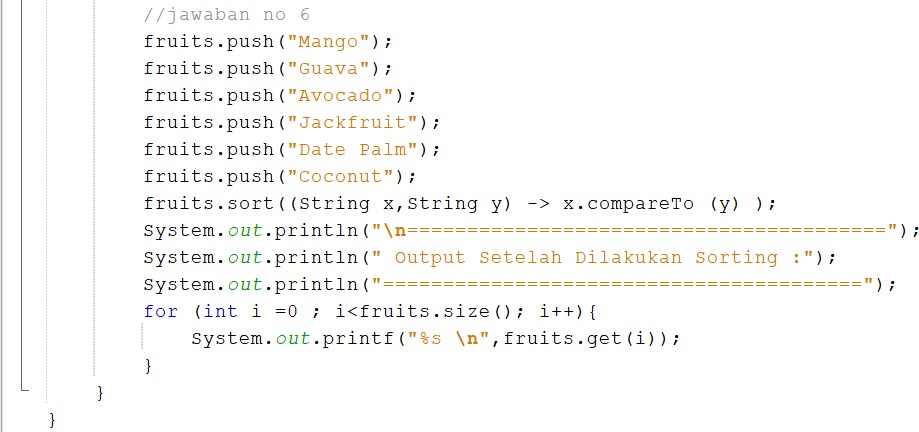 //jawaban no 6
fruits.push("Mango");
fruits.push("Guava");
fruits.push("Avocado");
fruits.push("Jackfruit");
fruits.push("Date Palm");
fruits.push("Coconut");
fruits.sort((String x,String y) -> x.compareTo (y) );
System.out.println("\n========================================");
System.out.println(" Output Setelah Dilakukan Sorting :");
System.out.println("========================================");
for (int i =0 ; i<fruits.size(); i++){
System.out.printf("%s \n",fruits.get(i));
}
}
}